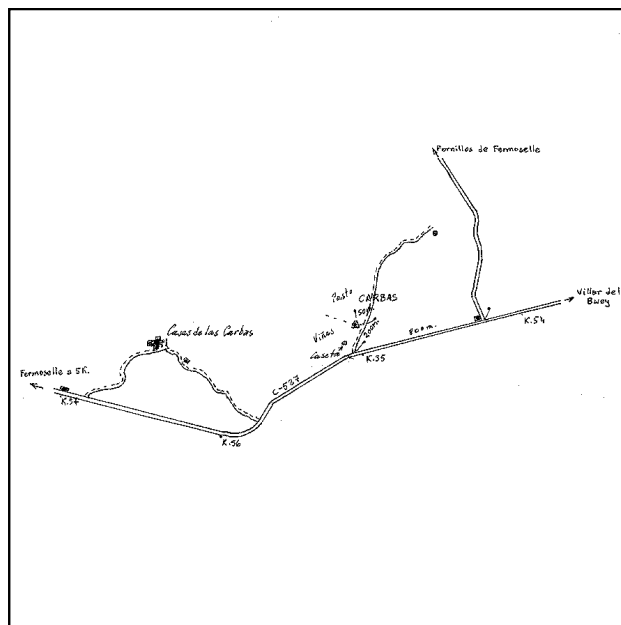 Pornillos de Fermoselle
Villar del
Buey
Pasto
CARBAS
150m.
Viñas
200m.
800m.
K.54
Casas de las Carbas
Caseta
K.55
Fermoselle a 5K.
C-527
K.56